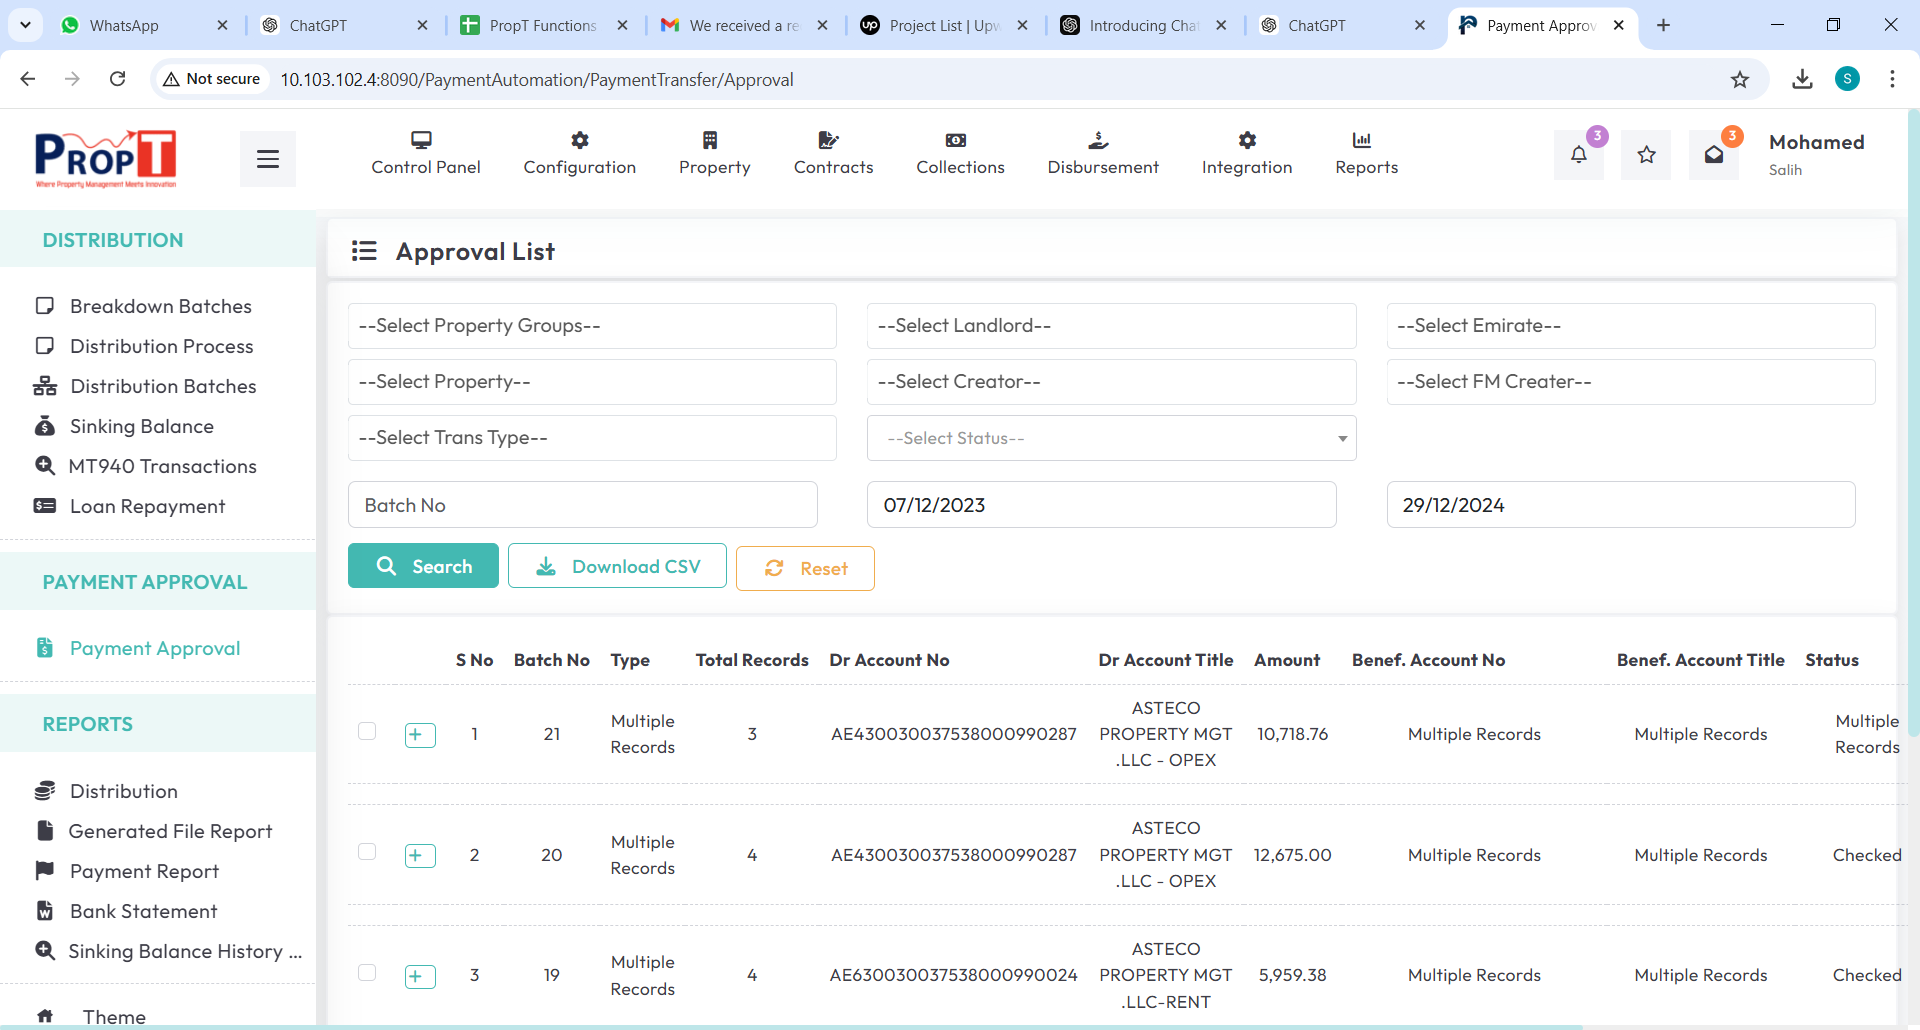 WhatsApp
ChatGPT
PropT Functions
We received a re
Project List | Upw
Introducing Chat
ChatGPT
Payment Approv
Not secure
10.103.102.4:8090/PaymentAutomation/PaymentTransfer/Approval
S
PROPT
Where Property Management Meets Innovation
Control Panel
Configuration
Property
Contracts
Collections
Disbursement
Integration
Reports
3
3
Mohamed
Salih
DISTRIBUTION
Breakdown Batches
Distribution Process
Distribution Batches
Sinking Balance
MT940 Transactions
Loan Repayment
PAYMENT APPROVAL
Payment Approval
REPORTS
Distribution
Generated File Report
Payment Report
Bank Statement
Sinking Balance History ...
Theme
Approval List
--Select Property Groups--
--Select Landlord--
--Select Emirate--
--Select Property--
--Select Creator--
--Select FM Creater--
--Select Trans Type--
--Select Status--
Batch No
07/12/2023
29/12/2024
Search
Download CSV
Reset
S No Batch No Type Total Records Dr Account No Dr Account Title Amount Benef. Account No Benef. Account Title Status
1 21 Multiple Records 3 AE430030037538000990287 ASTECO PROPERTY MGT .LLC - OPEX 10,718.76 Multiple Records Multiple Records Multiple Records
2 20 Multiple Records 4 AE430030037538000990287 ASTECO PROPERTY MGT .LLC - OPEX 12,675.00 Multiple Records Multiple Records Checked
3 19 Multiple Records 4 AE630030037538000990024 ASTECO PROPERTY MGT .LLC-RENT 5,959.38 Multiple Records Multiple Records Checked